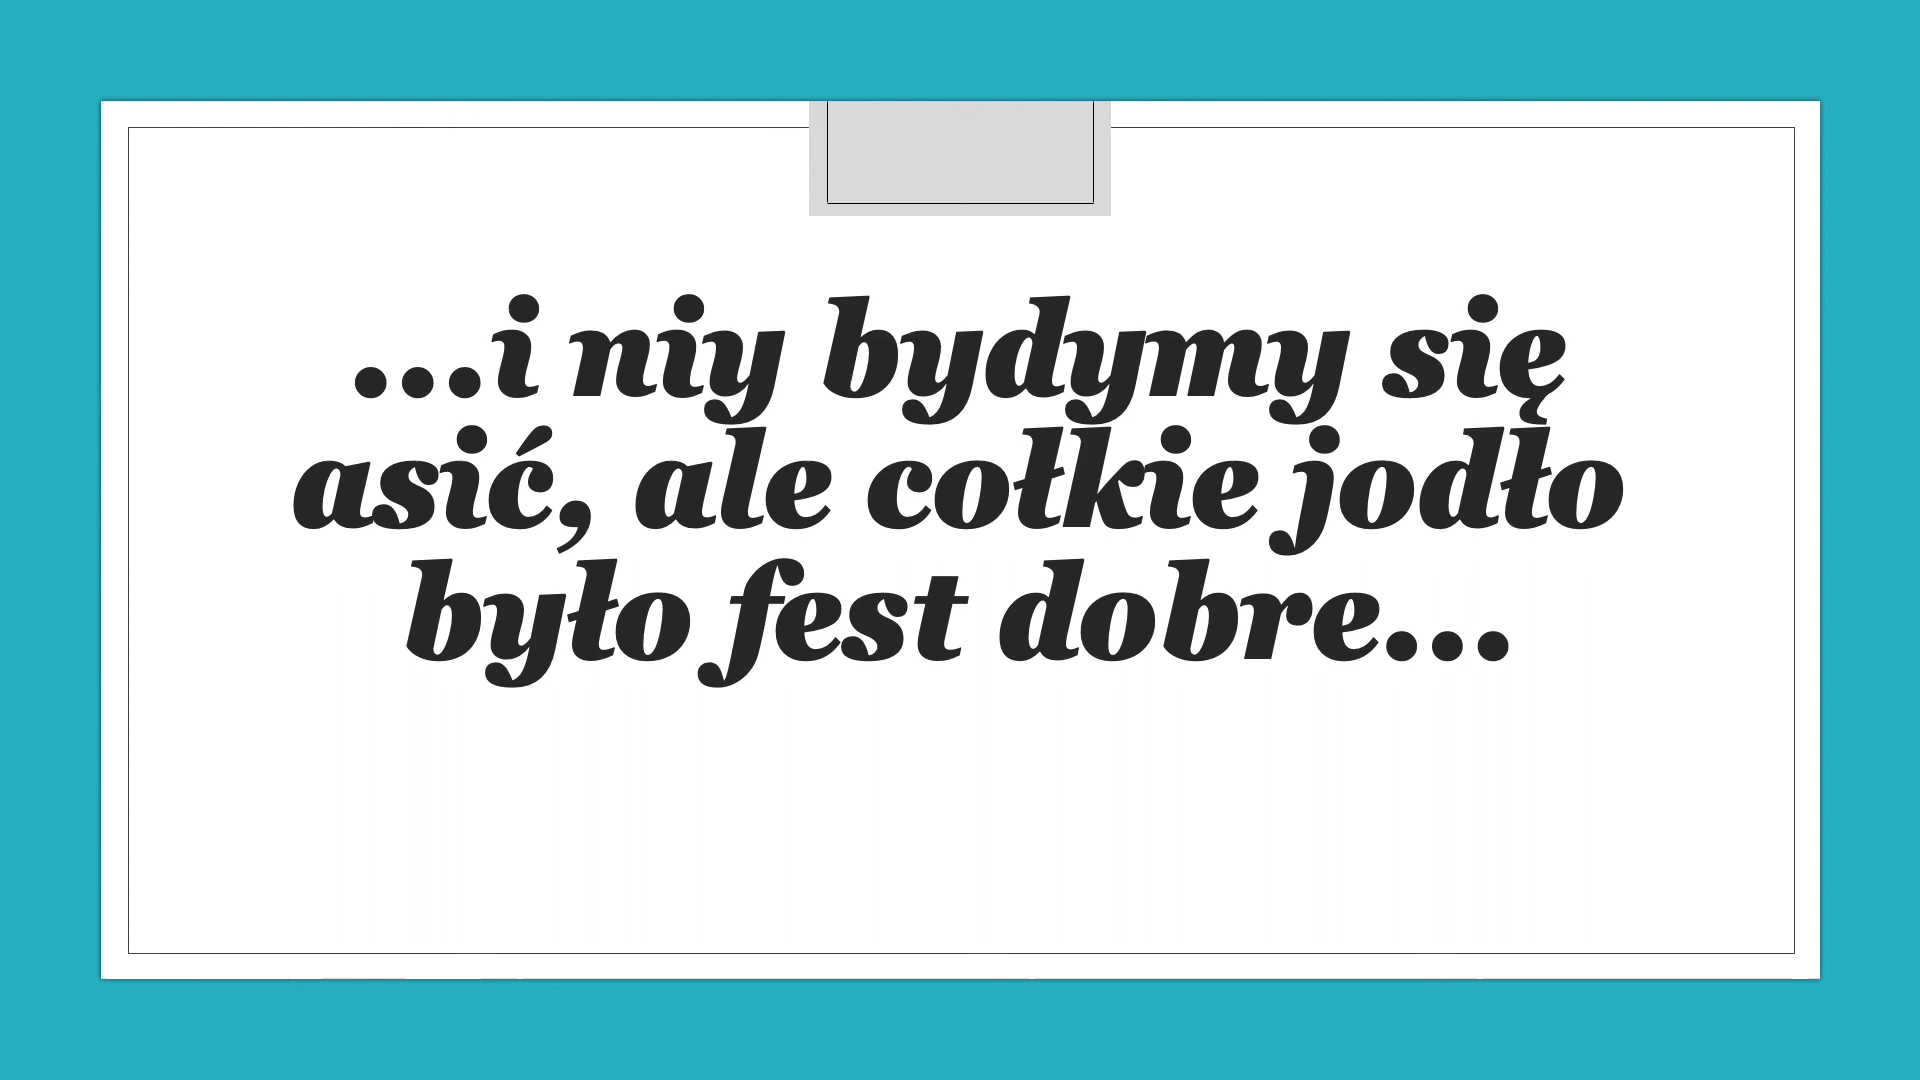 ...i niy bydymy się
asić, ale cołkie jodło
było fest dobre...